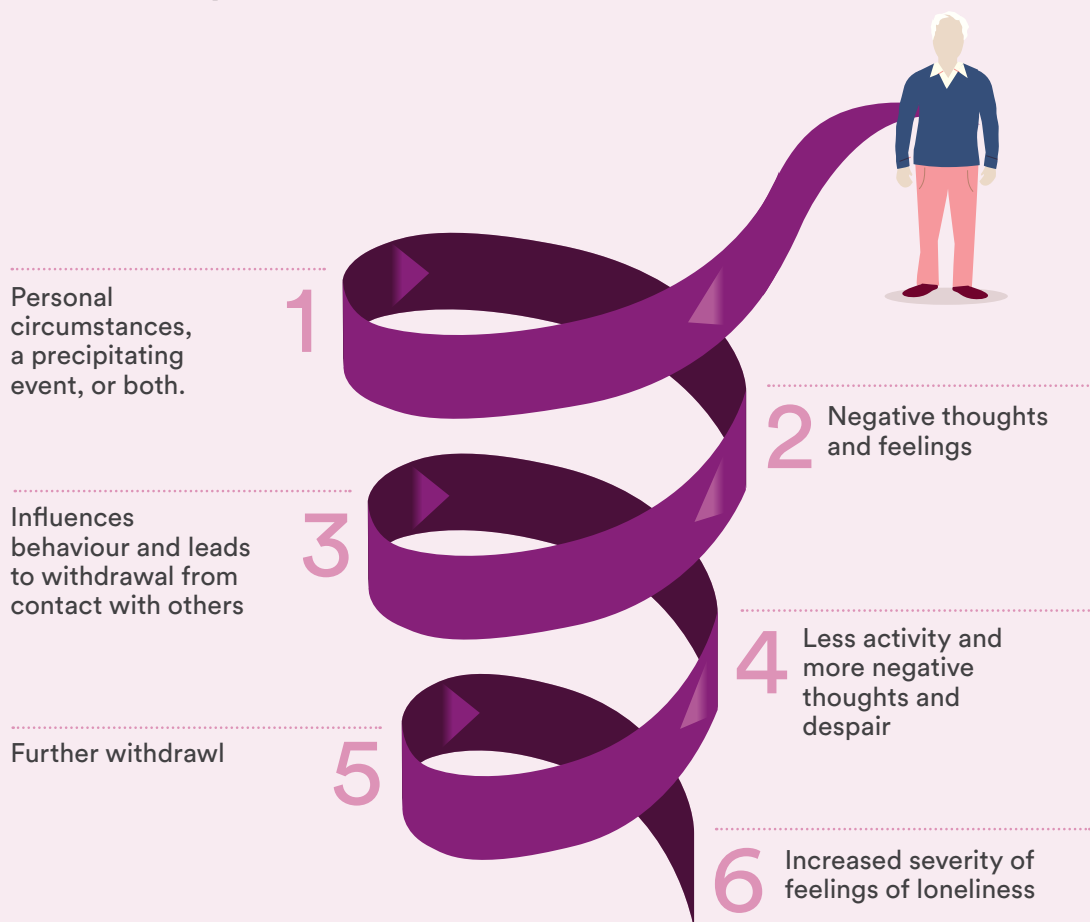 1
Personal
circumstances,
a precipitating
event, or both.
2
Negative thoughts
and feelings
3
Influences
behaviour and leads
to withdrawal from
contact with others
4
Less activity and
more negative
thoughts and
despair
5
Further withdrawl
6
Increased severity of
feelings of loneliness